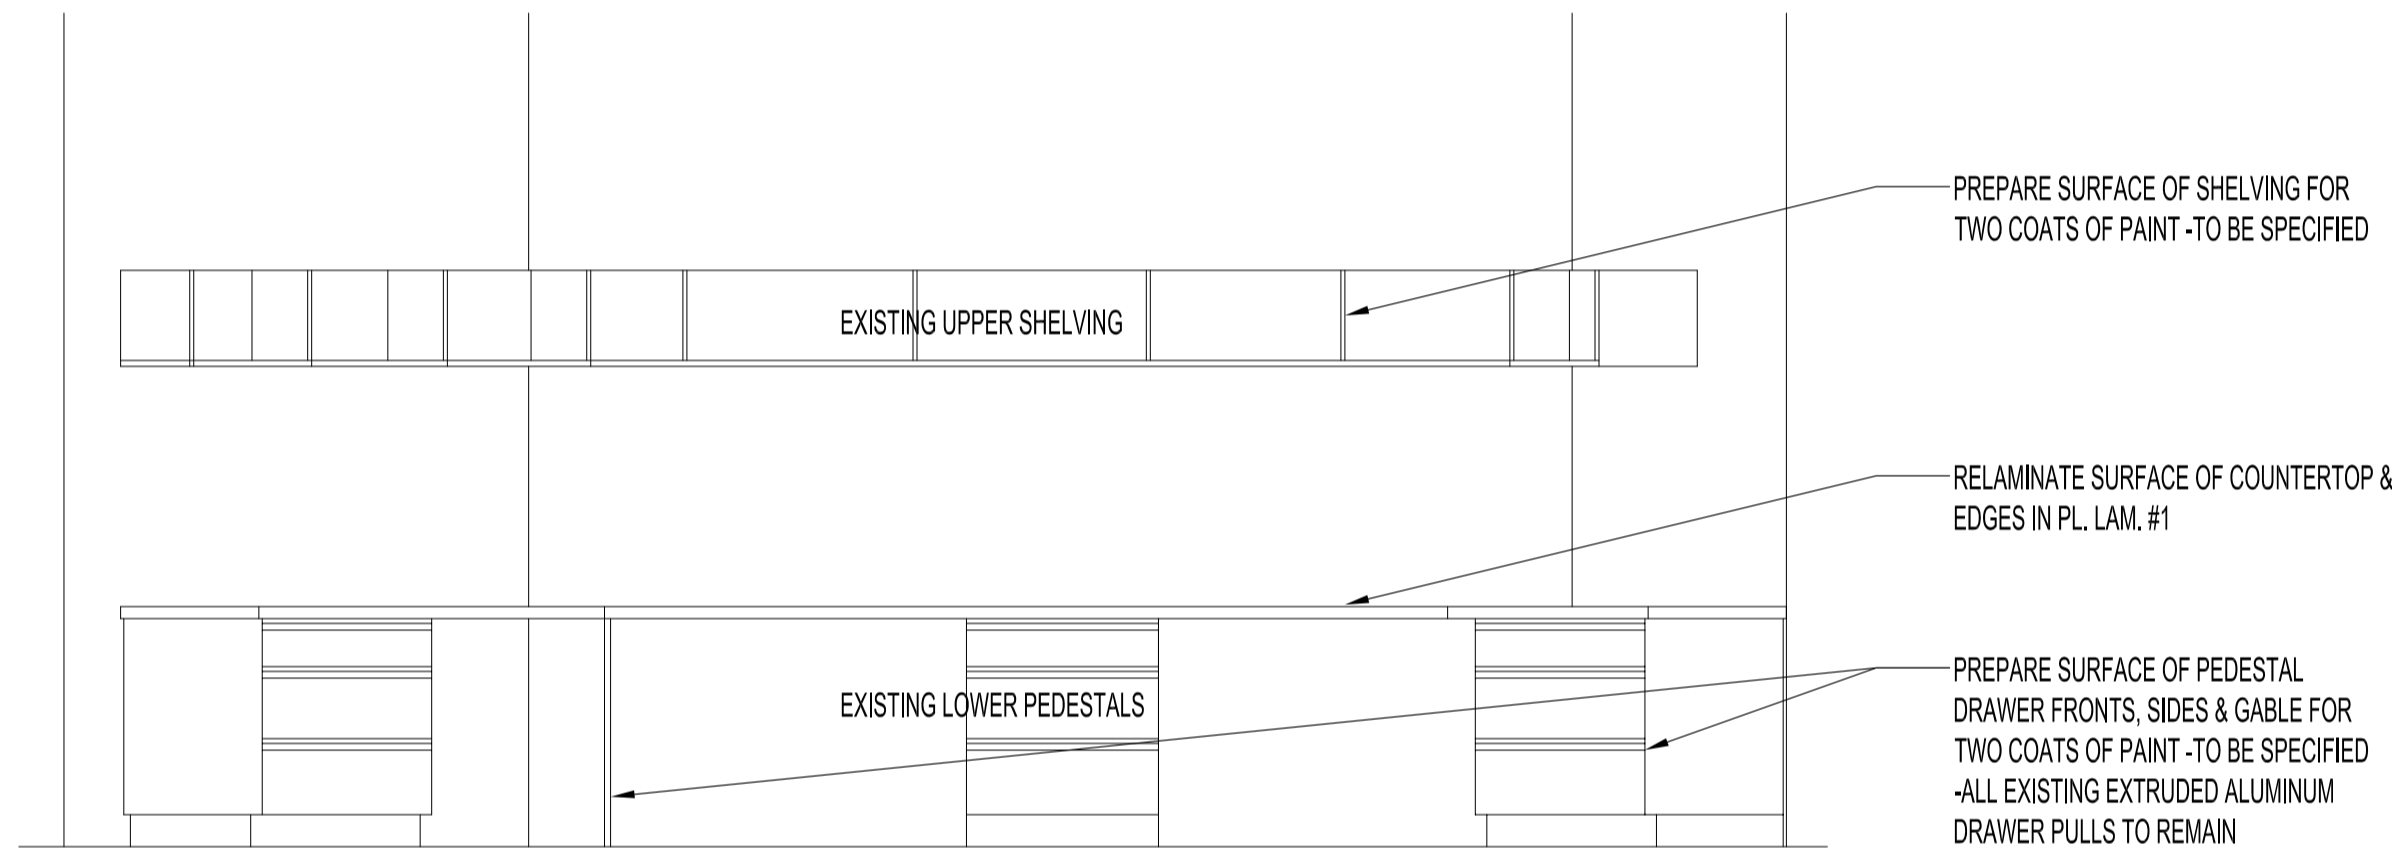 PREPARE SURFACE OF SHELVING FOR
TWO COATS OF PAINT -TO BE SPECIFIED
EXISTING UPPER SHELVING
RELAMINATE SURFACE OF COUNTERTOP &
EDGES IN PL. LAM. #1
EXISTING LOWER PEDESTALS
PREPARE SURFACE OF PEDESTAL
DRAWER FRONTS, SIDES & GABLE FOR
TWO COATS OF PAINT -TO BE SPECIFIED
-ALL EXISTING EXTRUDED ALUMINUM
DRAWER PULLS TO REMAIN